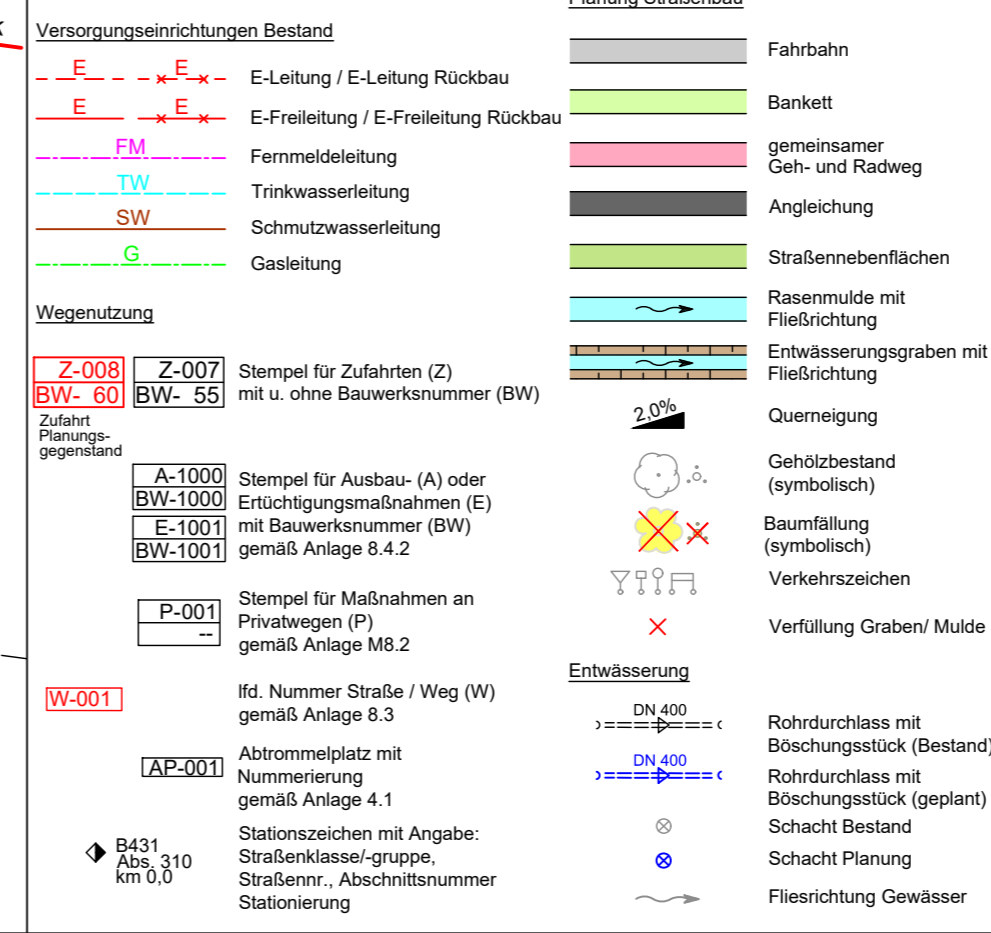 Versorgungseinrichtungen Bestand
E E
E-Leitung / E-Leitung Rückbau
E E
E-Freileitung / E-Freileitung Rückbau
FM
Fernmeldeleitung
TW
Trinkwasserleitung
SW
Schmutzwasserleitung
G
Gasleitung
Wegenutzung
Z-008
BW- 60
Z-007
BW- 55
Stempel für Zufahrten (Z)
mit u. ohne Bauwerksnummer (BW)
Zufahrt
Planungs-
gegenstand
A-1000
BW-1000
E-1001
BW-1001
Stempel für Ausbau- (A) oder
Ertüchtigungsmaßnahmen (E)
mit Bauwerksnummer (BW)
gemäß Anlage 8.4.2
P-001
--
Stempel für Maßnahmen an
Privatwegen (P)
gemäß Anlage M8.2
W-001
lfd. Nummer Straße / Weg (W)
gemäß Anlage 8.3
AP-001
Abtrommelplatz mit
Nummerierung
gemäß Anlage 4.1
B431
Abs. 310
km 0,0
Stationszeichen mit Angabe:
Straßenklasse/-gruppe,
Straßennr., Abschnittsnummer
Stationierung
Planung Straßenbau
Fahrbahn
Bankett
gemeinsamer
Geh- und Radweg
Angleichung
Straßennebenflächen
Rasenmulde mit
Fließrichtung
Entwässerungsgraben mit
Fließrichtung
2,0%
Querneigung
Gehölzbestand
(symbolisch)
Baumfällung
(symbolisch)
Verkehrszeichen
Verfüllung Graben/ Mulde
Entwässerung
DN 400
Rohrdurchlass mit
Böschungsstück (Bestand)
DN 400
Rohrdurchlass mit
Böschungsstück (geplant)
Schacht Bestand
Schacht Planung
Fliesrichtung Gewässer